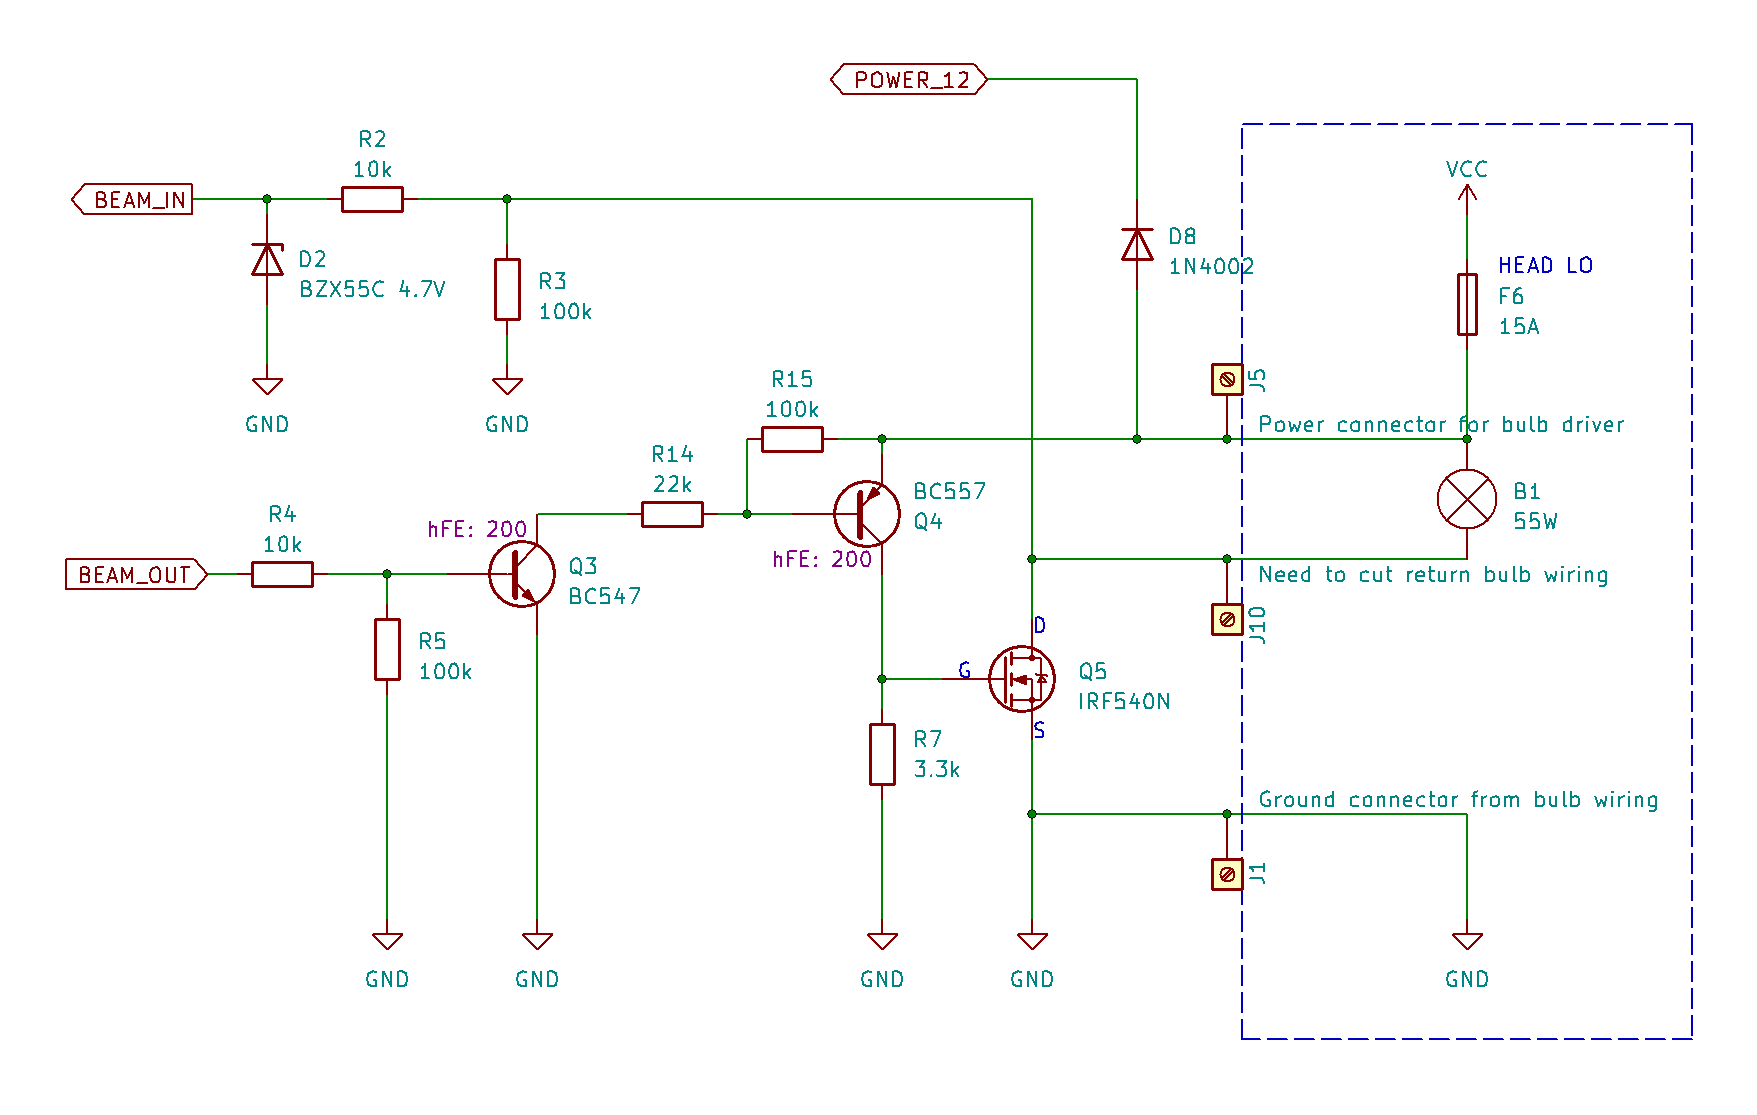 POWER_12
R2
10k
VCC
BEAM_IN
D8
1N4002
HEAD LO
F6
15A
D2
BZX55C 4.7V
R3
100k
J5
R15
100k
GND
GND
Power connector for bulb driver
R14
22k
BC557
Q4
B1
55W
R4
10k
hFE: 200
hFE: 200
BEAM_OUT
Q3
BC547
Need to cut return bulb wiring
J10
D
R5
100k
G
Q5
IRF540N
S
R7
3.3k
Ground connector from bulb wiring
J1
GND
GND
GND
GND
GND